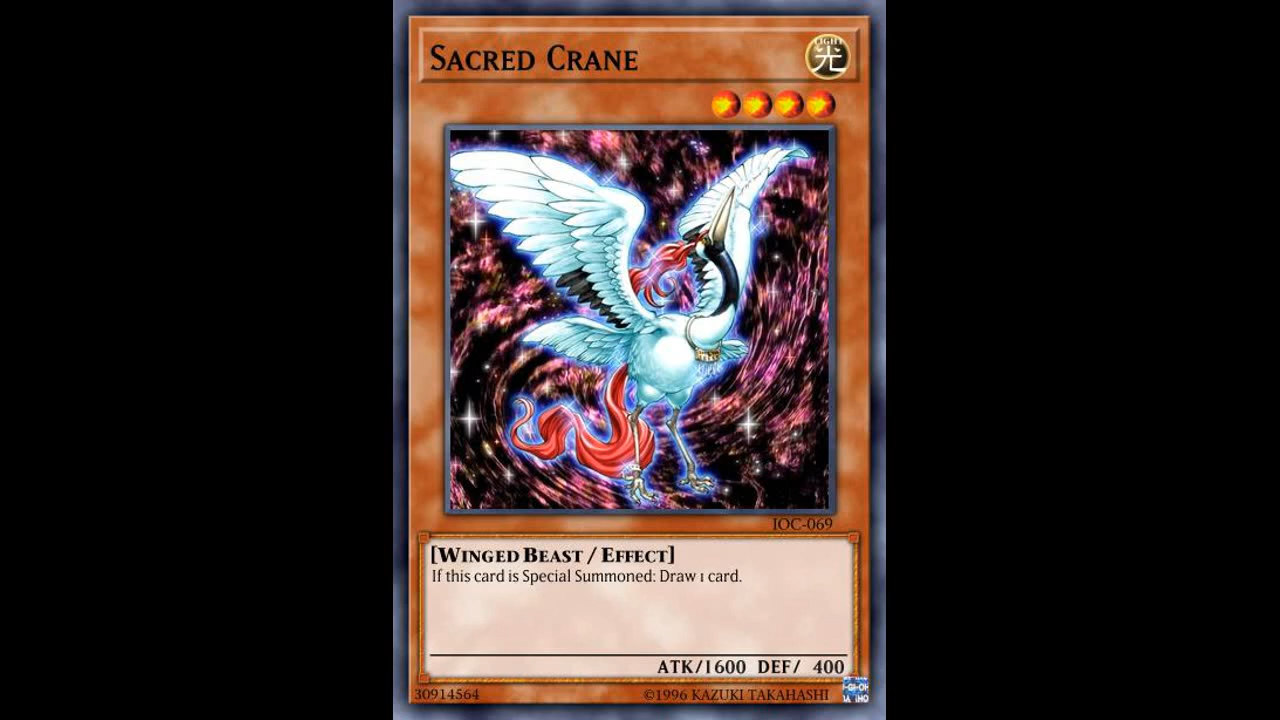 SACRED CRANE
LIGHT
光
IOC-069
[WINGED BEAST / EFFECT]
If this card is Special Summoned: Draw 1 card.
ATK/1600 DEF/ 400
30914564
©1996 KAZUKI TAKAHASHI